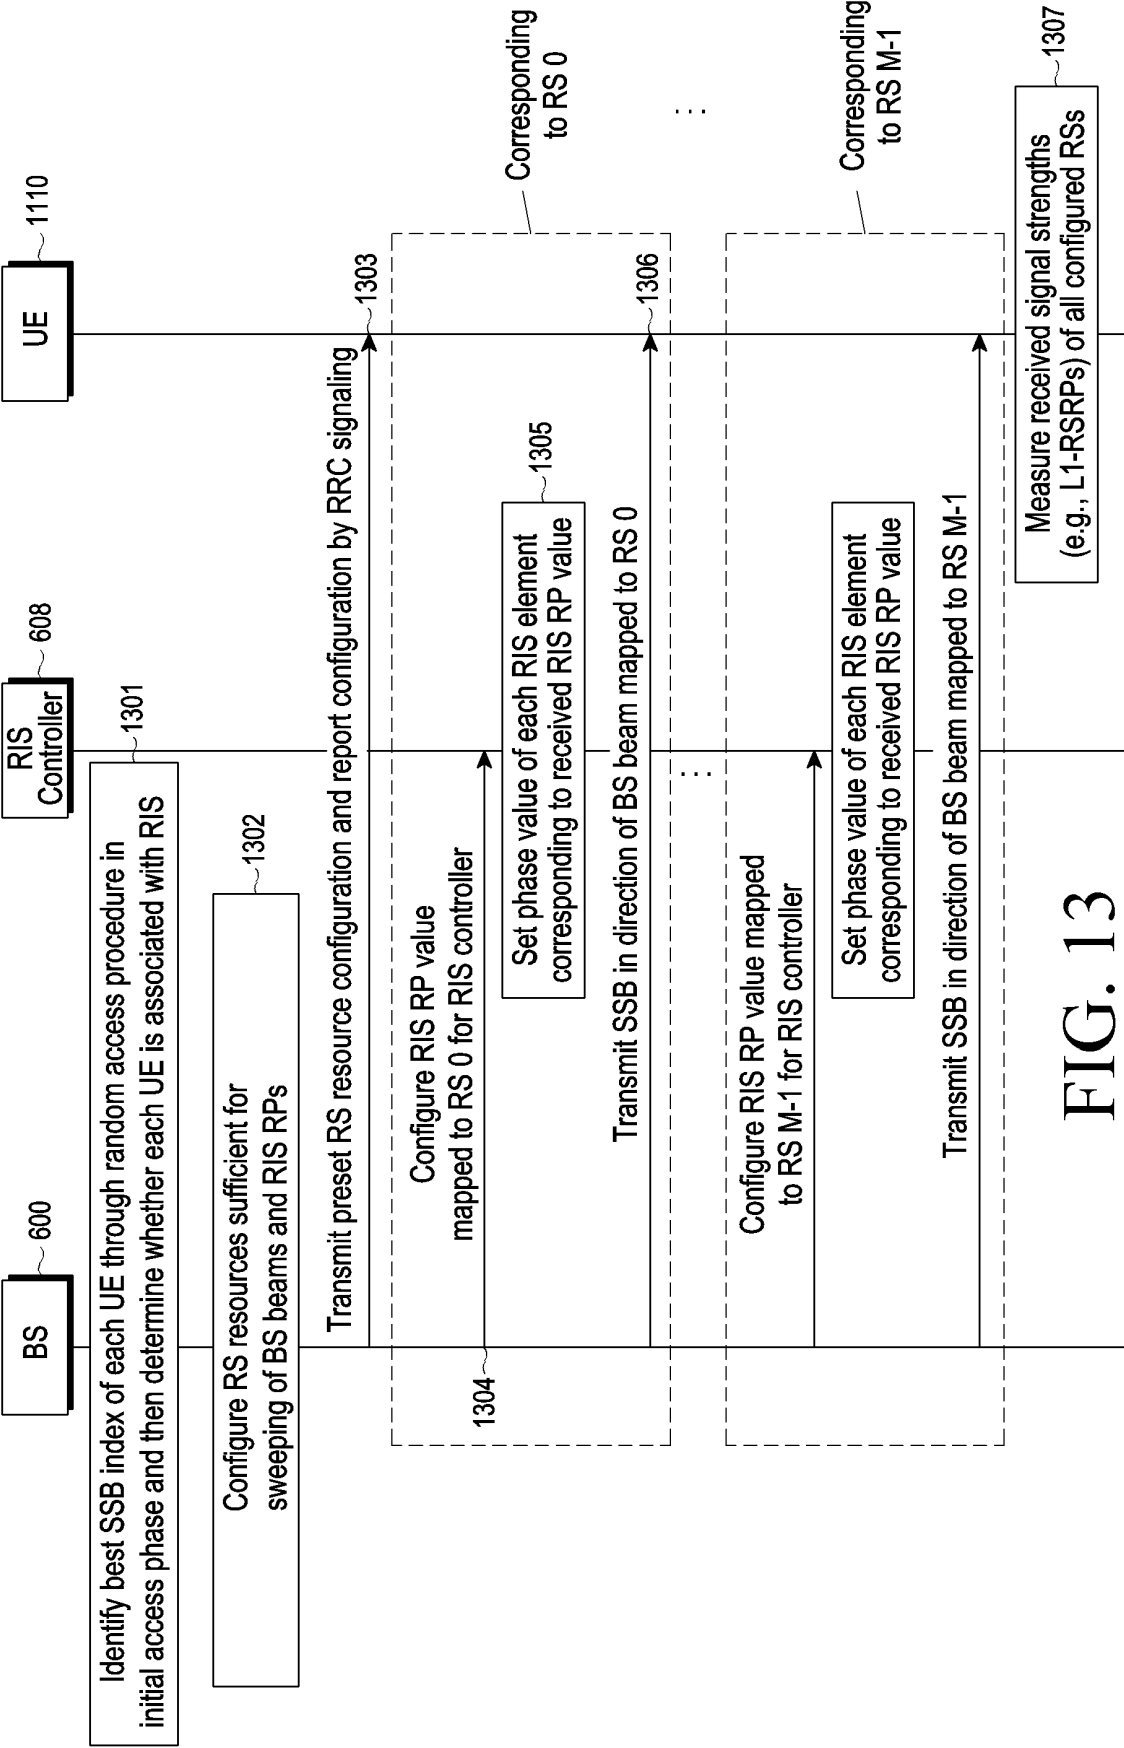 BS
600
RIS
Controller
608
UE
1110
Identify best SSB index of each UE through random access procedure in
initial access phase and then determine whether each UE is associated with RIS
1301
Configure RS resources sufficient for
sweeping of BS beams and RIS RPs
1302
Transmit preset RS resource configuration and report configuration by RRC signaling
1303
Corresponding
to RS 0
Configure RIS RP value
mapped to RS 0 for RIS controller
1304
Set phase value of each RIS element
corresponding to received RIS RP value
1305
Transmit SSB in direction of BS beam mapped to RS 0
1306
...
...
Corresponding
to RS M-1
Configure RIS RP value mapped
to RS M-1 for RIS controller
Set phase value of each RIS element
corresponding to received RIS RP value
Transmit SSB in direction of BS beam mapped to RS M-1
Measure received signal strengths
(e.g., L1-RSRPs) of all configured RSs
1307
FIG. 13